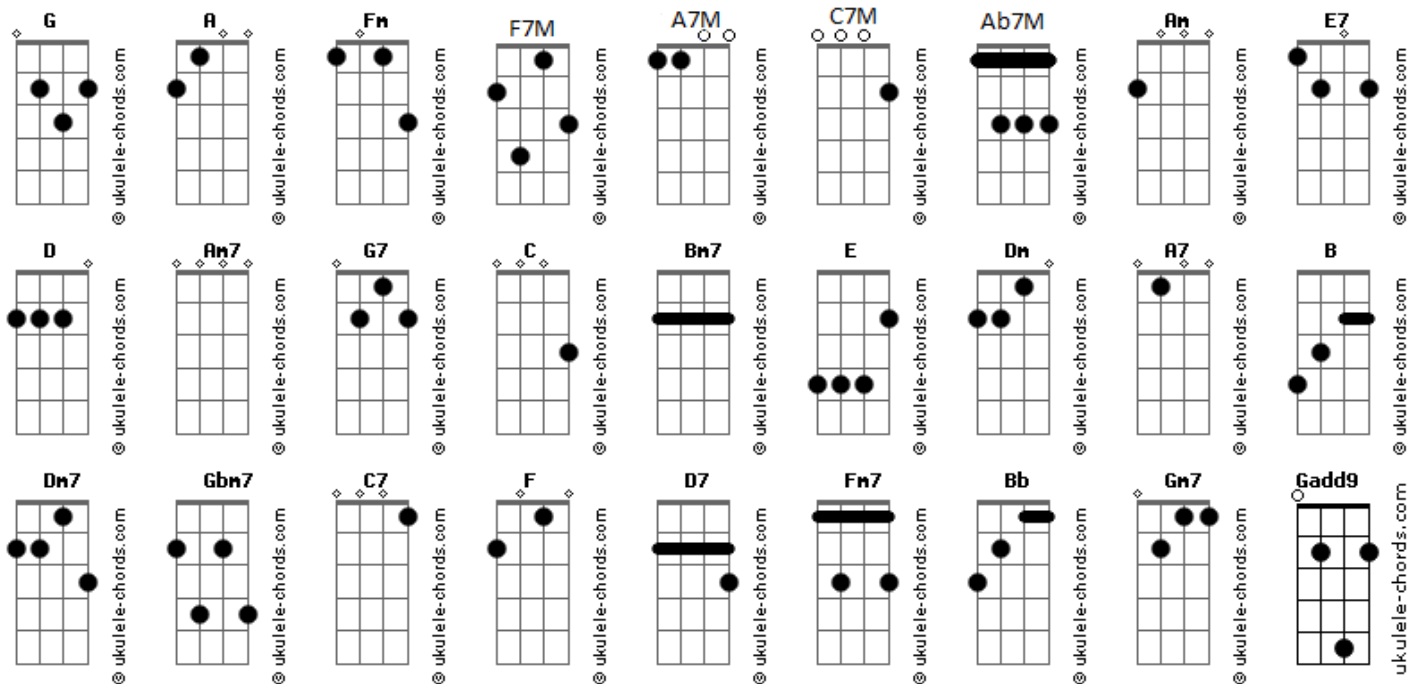 G A Fm F7M A7M C7M Ab7M Am E7
© ukulele-chords.com © ukulele-chords.com © ukulele-chords.com © ukulele-chords.com © ukulele-chords.com © ukulele-chords.com © ukulele-chords.com © ukulele-chords.com © ukulele-chords.com
D Am7 G7 C Bm7 E Dm A7 B
© ukulele-chords.com © ukulele-chords.com © ukulele-chords.com © ukulele-chords.com © ukulele-chords.com © ukulele-chords.com © ukulele-chords.com © ukulele-chords.com © ukulele-chords.com
Dm7 Gbm7 C7 F D7 Fm7 Bb Gm7 Gadd9
© ukulele-chords.com © ukulele-chords.com © ukulele-chords.com © ukulele-chords.com © ukulele-chords.com © ukulele-chords.com © ukulele-chords.com © ukulele-chords.com ukulele-chords.com